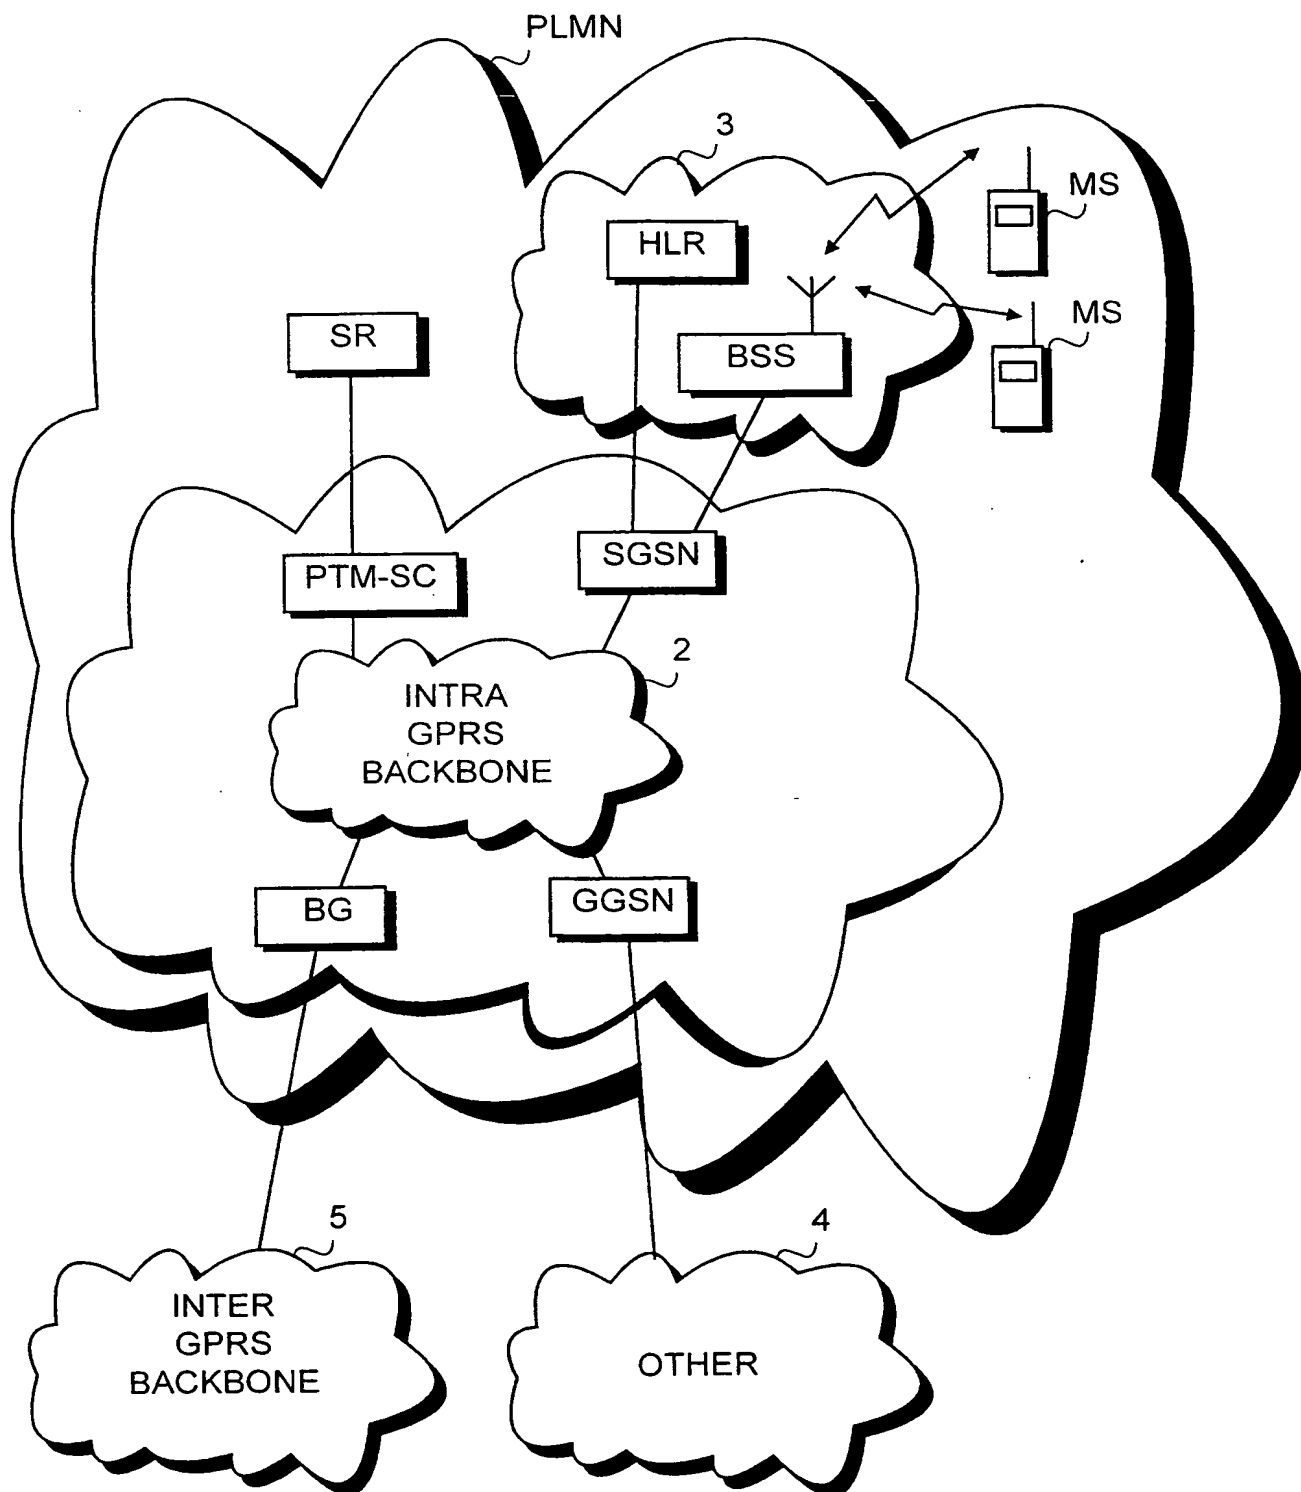 PLMN
3
MS
HLR
MS
SR
BSS
SGSN
PTM-SC
2
INTRA
GPRS
BACKBONE
BG
GGSN
5
4
INTER
GPRS
BACKBONE
OTHER